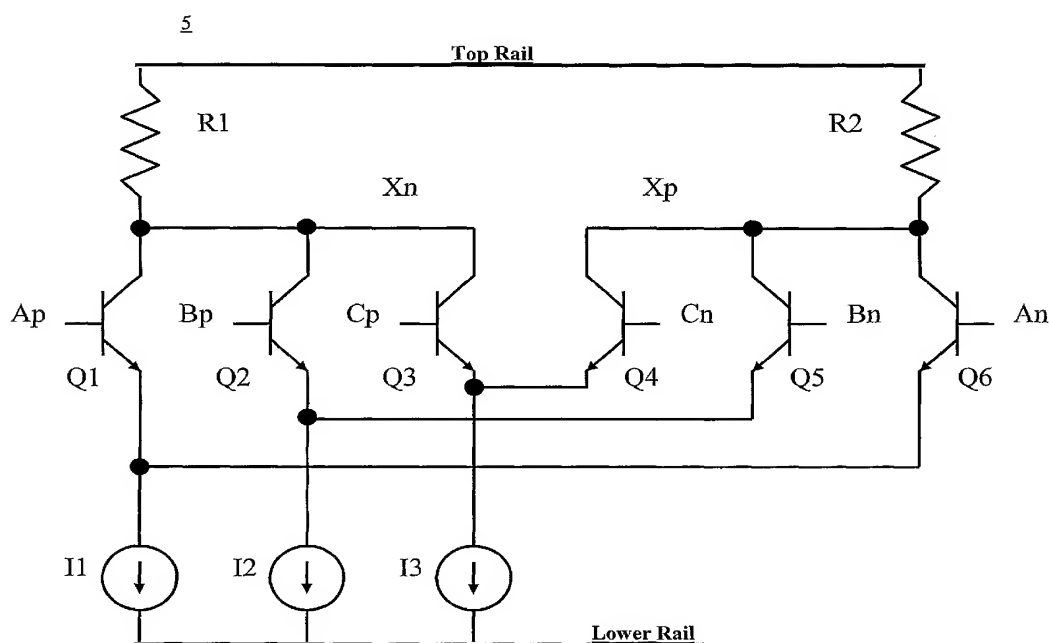 5
Top Rail
R1 R2
Xn Xp
Ap Bp Cp Cn Bn An
Q1 Q2 Q3 Q4 Q5 Q6
I1 I2 I3
Lower Rail